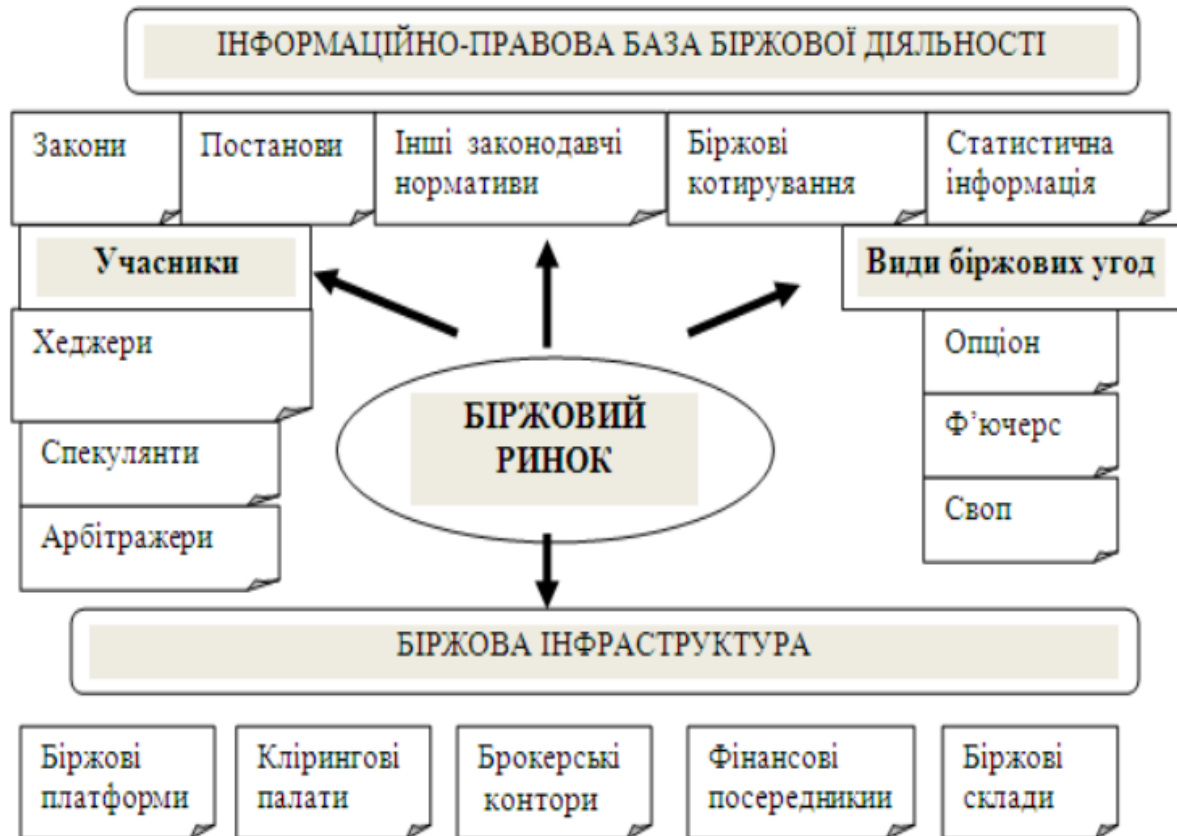 ІНФОРМАЦІЙНО-ПРАВОВА БАЗА БІРЖОВОЇ ДІЯЛЬНОСТІ
Закони
Постанови
Інші законодавчі
нормативи
Біржові
котирування
Статистична
інформація
Учасники
Види біржових угод
Хеджери
Спекулянти
Арбітражери
БІРЖОВИЙ
РИНОК
Опціон
Ф’ючерс
Своп
БІРЖОВА ІНФРАСТРУКТУРА
Біржові
платформи
Клірингові
палати
Брокерські
контори
Фінансові
посередникии
Біржові
склади